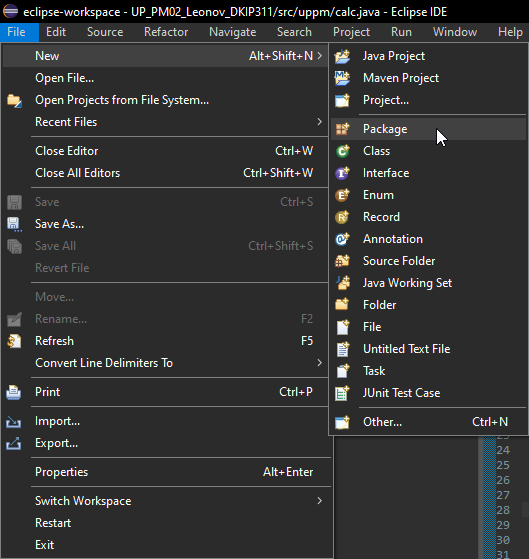 eclipse-workspace - UP_PM02_Leonov_DKIP311/src/uppm/calc.java - Eclipse IDE
File Edit Source Refactor Navigate Search Project Run Window Help
New Alt+Shift+N
Open File...
Open Projects from File System...
Recent Files
Close Editor Ctrl+W
Close All Editors Ctrl+Shift+W
Save Ctrl+S
Save As...
Save All Ctrl+Shift+S
Revert File
Move...
Rename... F2
Refresh F5
Convert Line Delimiters To
Print Ctrl+P
Import...
Export...
Properties Alt+Enter
Switch Workspace
Restart
Exit
Java Project
Maven Project
Project...
Package
Class
Interface
Enum
Record
Annotation
Source Folder
Java Working Set
Folder
File
Untitled Text File
Task
JUnit Test Case
Other... Ctrl+N
24
25
26
27
28
29
30
31